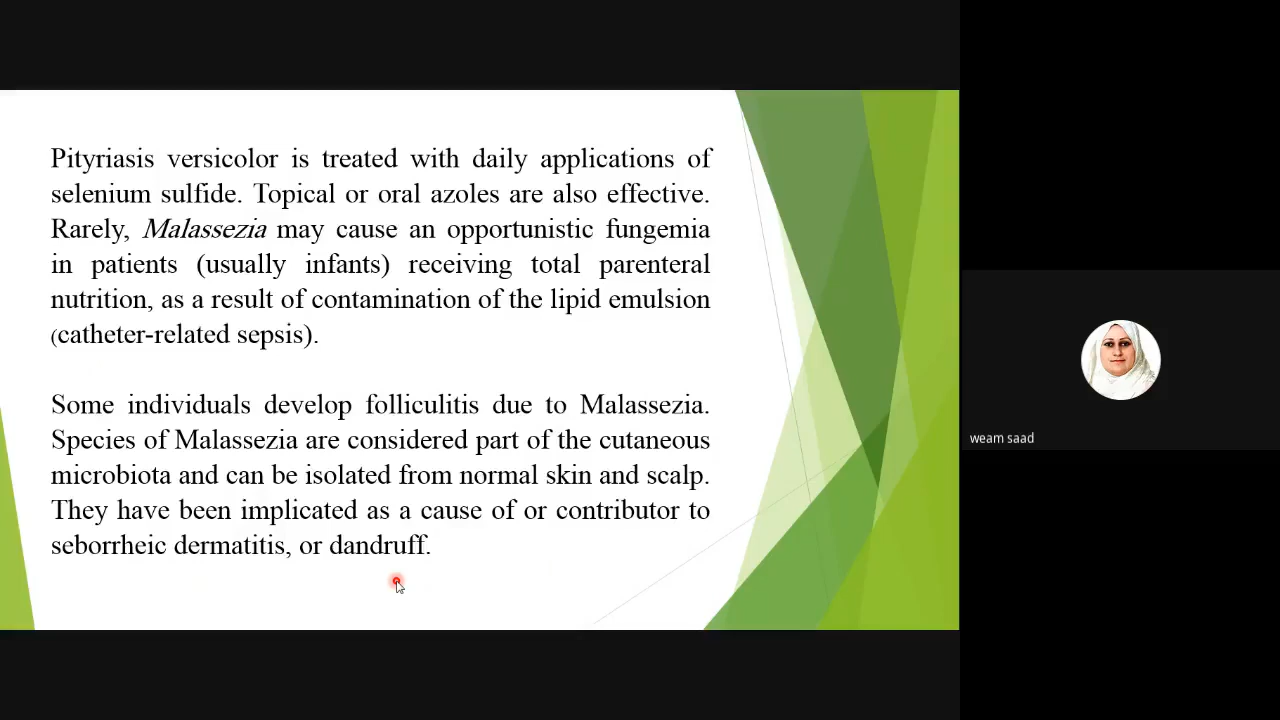 Pityriasis versicolor is treated with daily applications of
selenium sulfide. Topical or oral azoles are also effective.
Rarely, Malassezia may cause an opportunistic fungemia
in patients (usually infants) receiving total parenteral
nutrition, as a result of contamination of the lipid emulsion
(catheter-related sepsis).
Some individuals develop folliculitis due to Malassezia.
Species of Malassezia are considered part of the cutaneous
microbiota and can be isolated from normal skin and scalp.
They have been implicated as a cause of or contributor to
seborrheic dermatitis, or dandruff.
weam saad